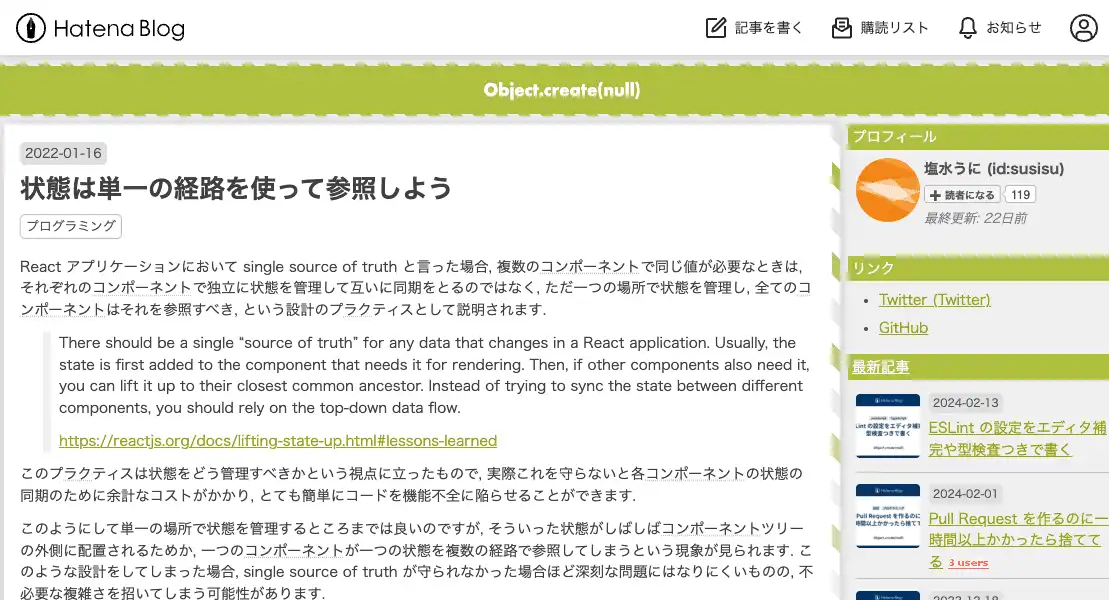 Hatena Blog
記事を書く
購読リスト
お知らせ
Object.create(null)
2022-01-16
状態は単一の経路を使って参照しよう
プログラミング
React アプリケーションにおいて single source of truth と言った場合, 複数のコンポーネントで同じ値が必要なときは,
それぞれのコンポーネントで独立に状態を管理して互いに同期をとるのではなく, ただ一つの場所で状態を管理し, 全てのコ
ンポーネントはそれを参照すべき, という設計のプラクティスとして説明されます.
There should be a single “source of truth” for any data that changes in a React application. Usually, the
state is first added to the component that needs it for rendering. Then, if other components also need it,
you can lift it up to their closest common ancestor. Instead of trying to sync the state between different
components, you should rely on the top-down data flow.
https://reactjs.org/docs/lifting-state-up.html#lessons-learned
このプラクティスは状態をどう管理すべきかという視点に立ったもので, 実際これを守らないと各コンポーネントの状態の
同期のために余計なコストがかかり, とても簡単にコードを機能不全に陥らせることができます.
このようにして単一の場所で状態を管理するところまでは良いのですが, そういった状態がしばしばコンポーネントツリー
の外側に配置されるためか, 一つのコンポーネントが一つの状態を複数の経路で参照してしまうという現象が見られます. こ
のような設計をしてしまった場合, single source of truth が守られなかった場合ほど深刻な問題にはなりにくいものの, 不
必要な複雑さを招いてしまう可能性があります.
プロフィール
塩水うに (id:susisu)
読者になる 119
最終更新: 22日前
リンク
Twitter (Twitter)
GitHub
最新記事
2024-02-13
ESLint の設定をエディタ補
完や型検査つきで書く
2024-02-01
Pull Request を作るのに一
時間以上かかったら捨てて
る 3 users